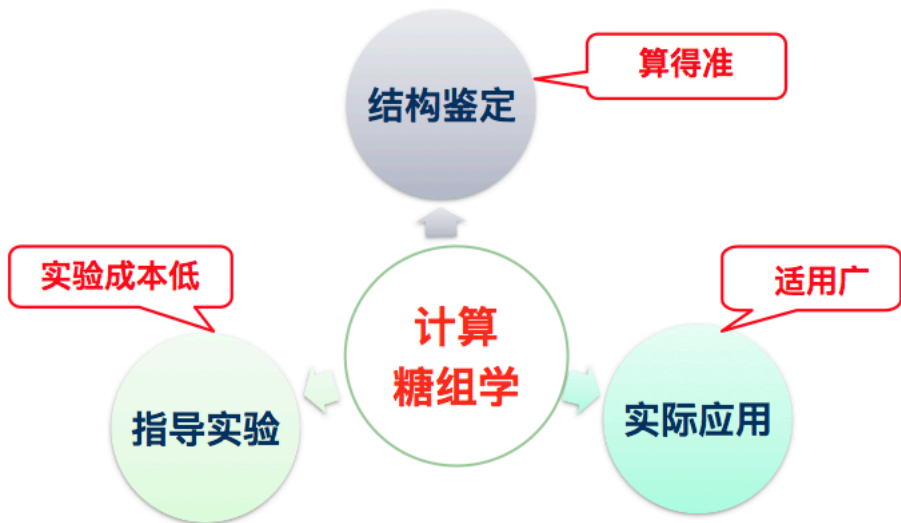 算得准
结构鉴定
实验成本低
适用广
计算
糖组学
指导实验
实际应用